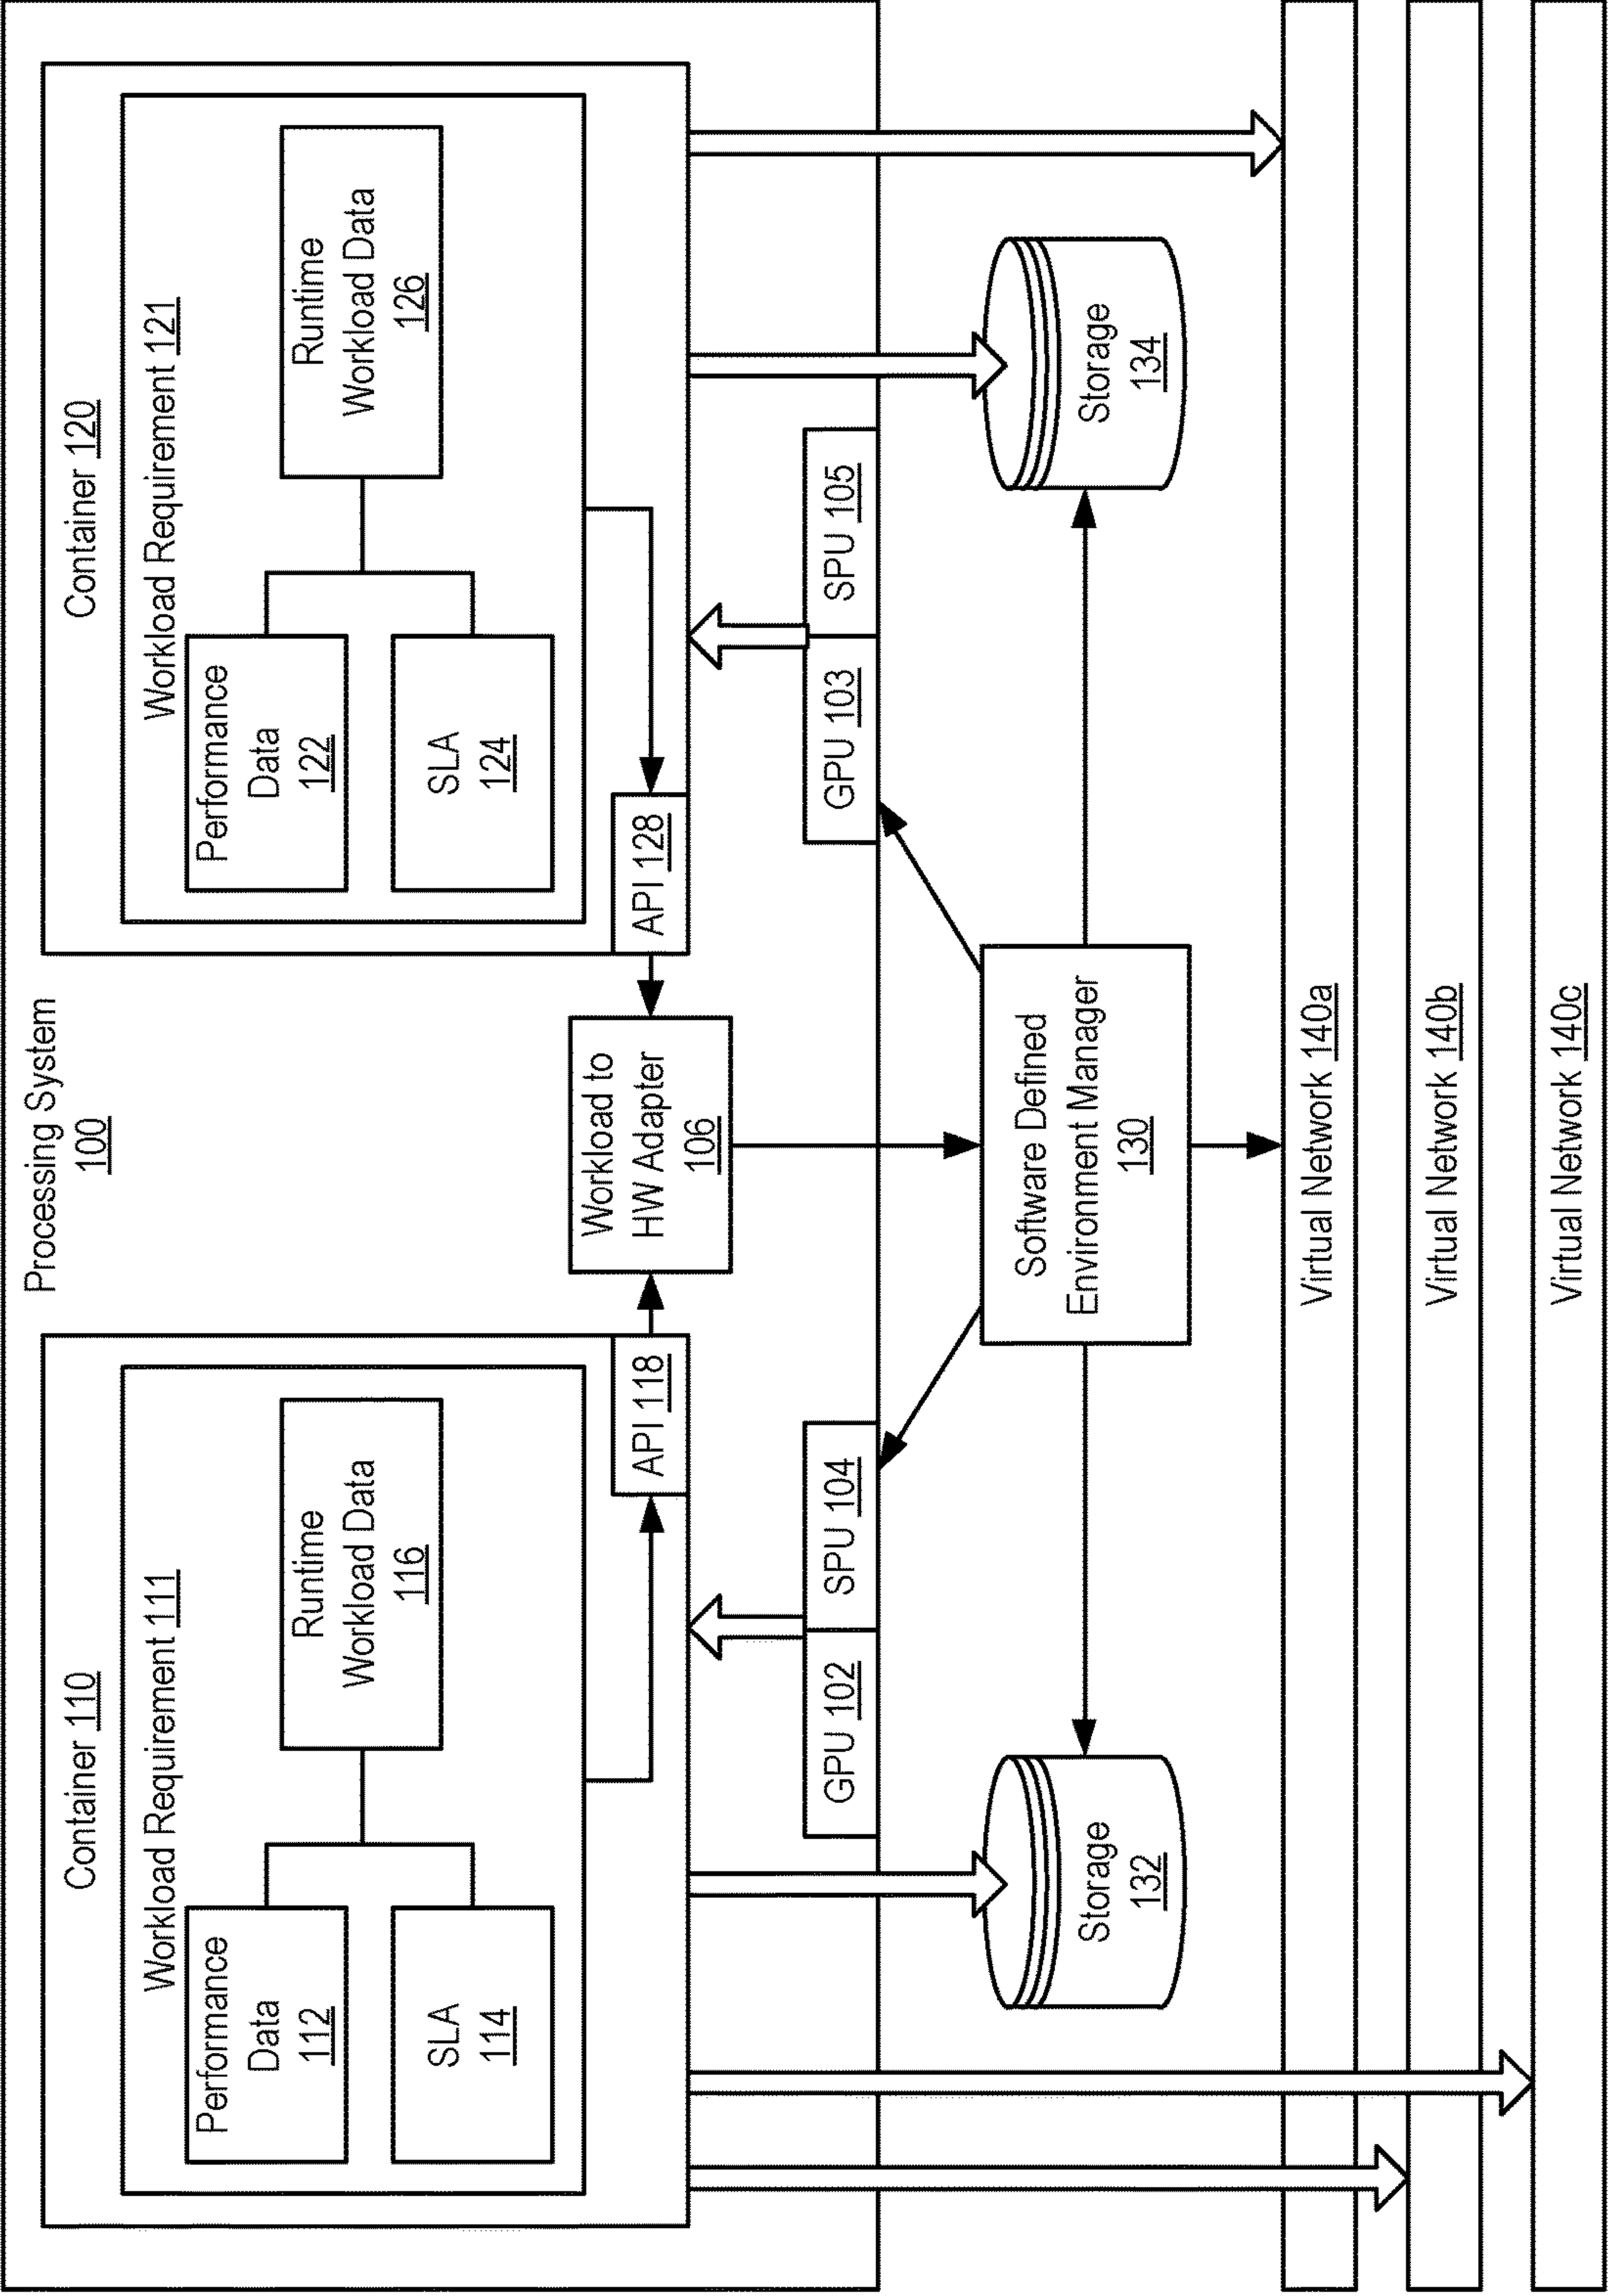 Processing System
100
Container 110
Workload Requirement 111
Performance
Data
112
SLA
114
Runtime
Workload Data
116
API 118
Container 120
Workload Requirement 121
Performance
Data
122
SLA
124
Runtime
Workload Data
126
API 128
Workload to
HW Adapter
106
GPU 102
SPU 104
GPU 103
SPU 105
Storage
132
Software Defined
Environment Manager
130
Storage
134
Virtual Network 140a
Virtual Network 140b
Virtual Network 140c